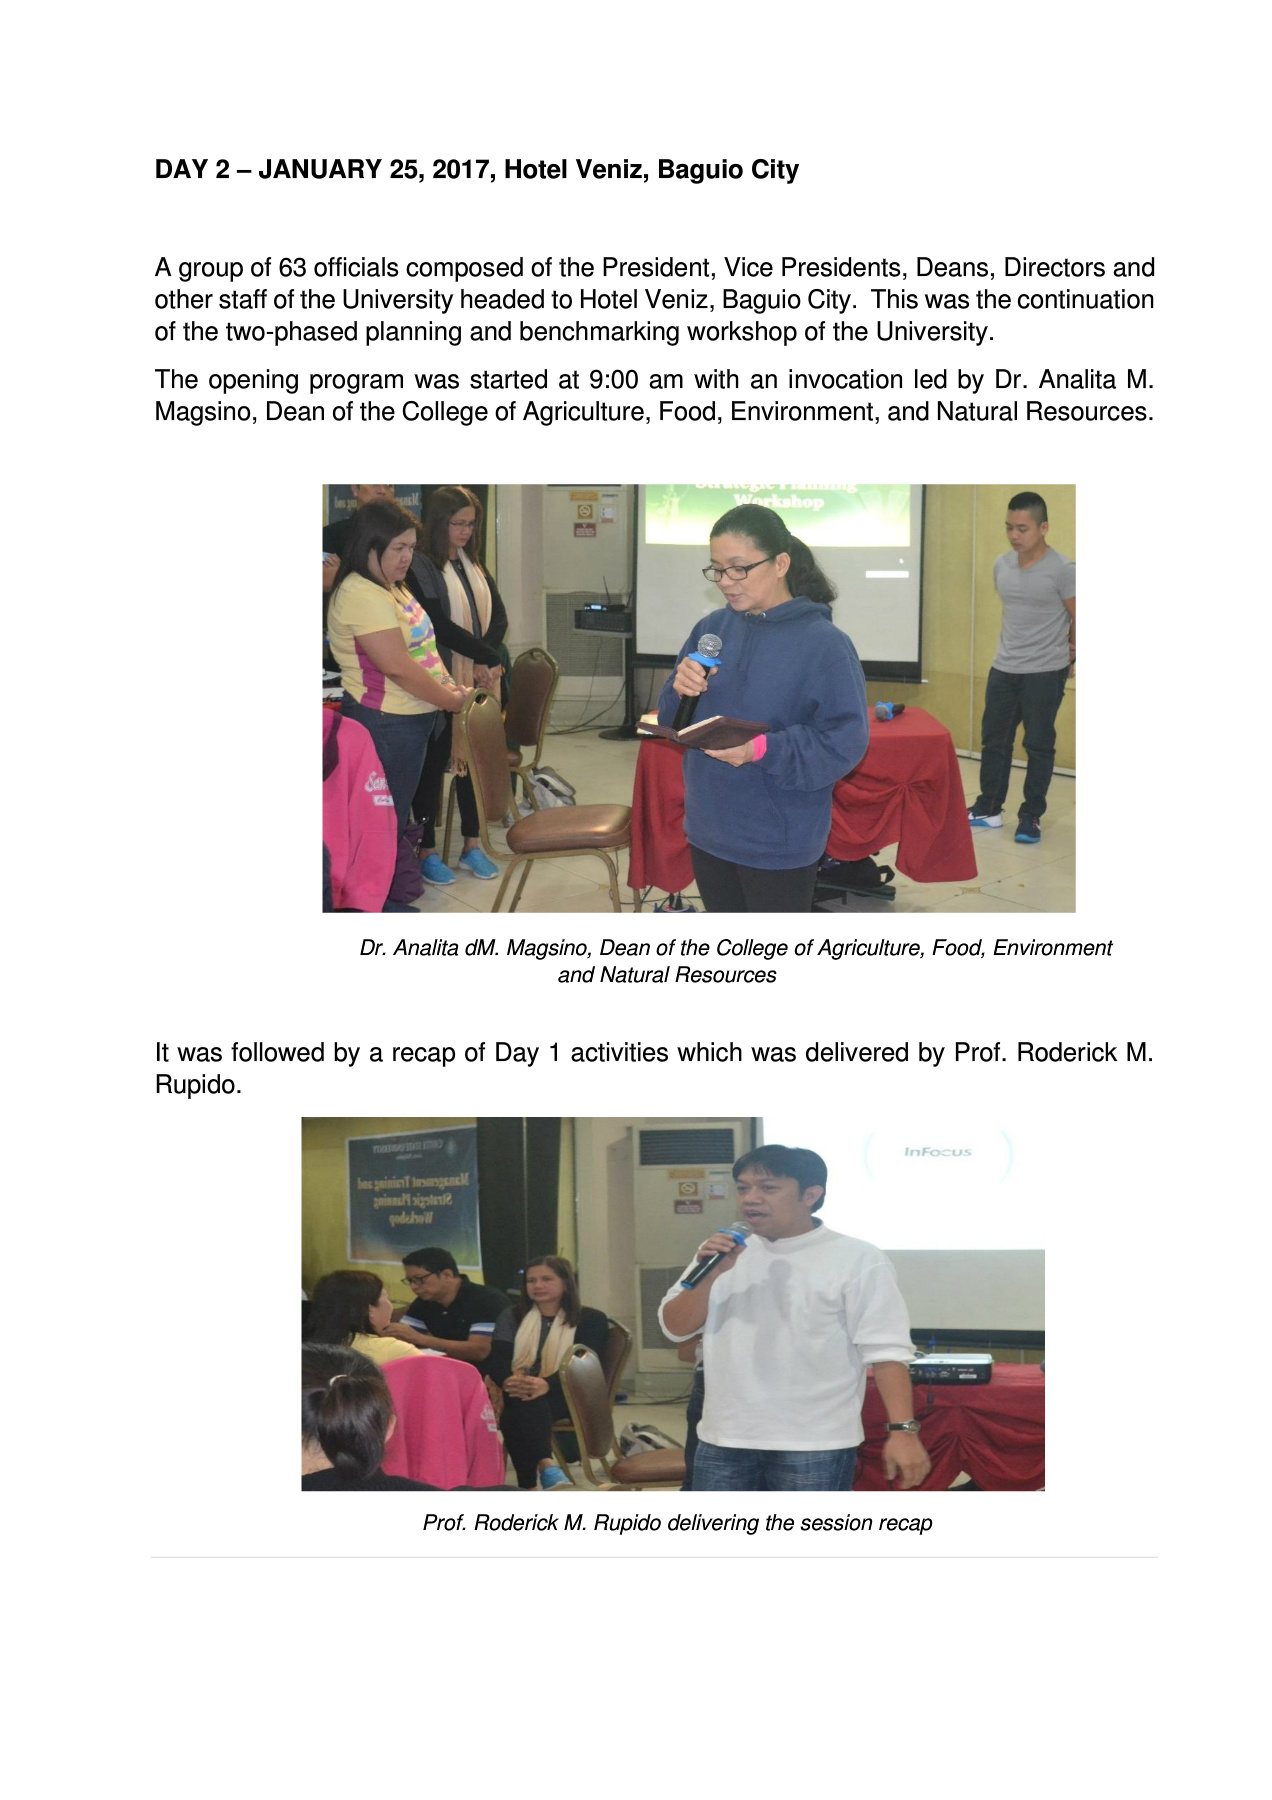 DAY 2 – JANUARY 25, 2017, Hotel Veniz, Baguio City
A group of 63 officials composed of the President, Vice Presidents, Deans, Directors and
other staff of the University headed to Hotel Veniz, Baguio City.  This was the continuation
of the two-phased planning and benchmarking workshop of the University.
The opening program was started at 9:00 am with an invocation led by Dr. Analita M.
Magsino, Dean of the College of Agriculture, Food, Environment, and Natural Resources.
Strategic Planning
Workshop
Dr. Analita dM. Magsino, Dean of the College of Agriculture, Food, Environment
and Natural Resources
It was followed by a recap of Day 1 activities which was delivered by Prof. Roderick M.
Rupido.
InFocus
Management Training and
Strategic Planning
Workshop
Prof. Roderick M. Rupido delivering the session recap